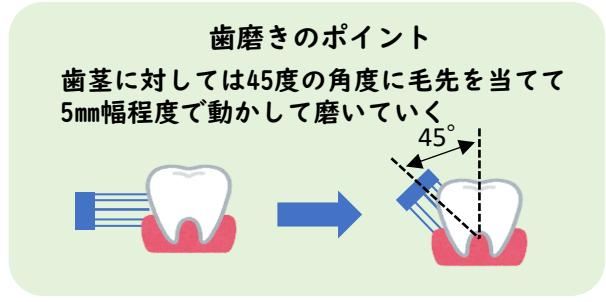 歯磨きのポイント
歯茎に対しては45度の角度に毛先を当てて
5㎜幅程度で動かして磨いていく
45°